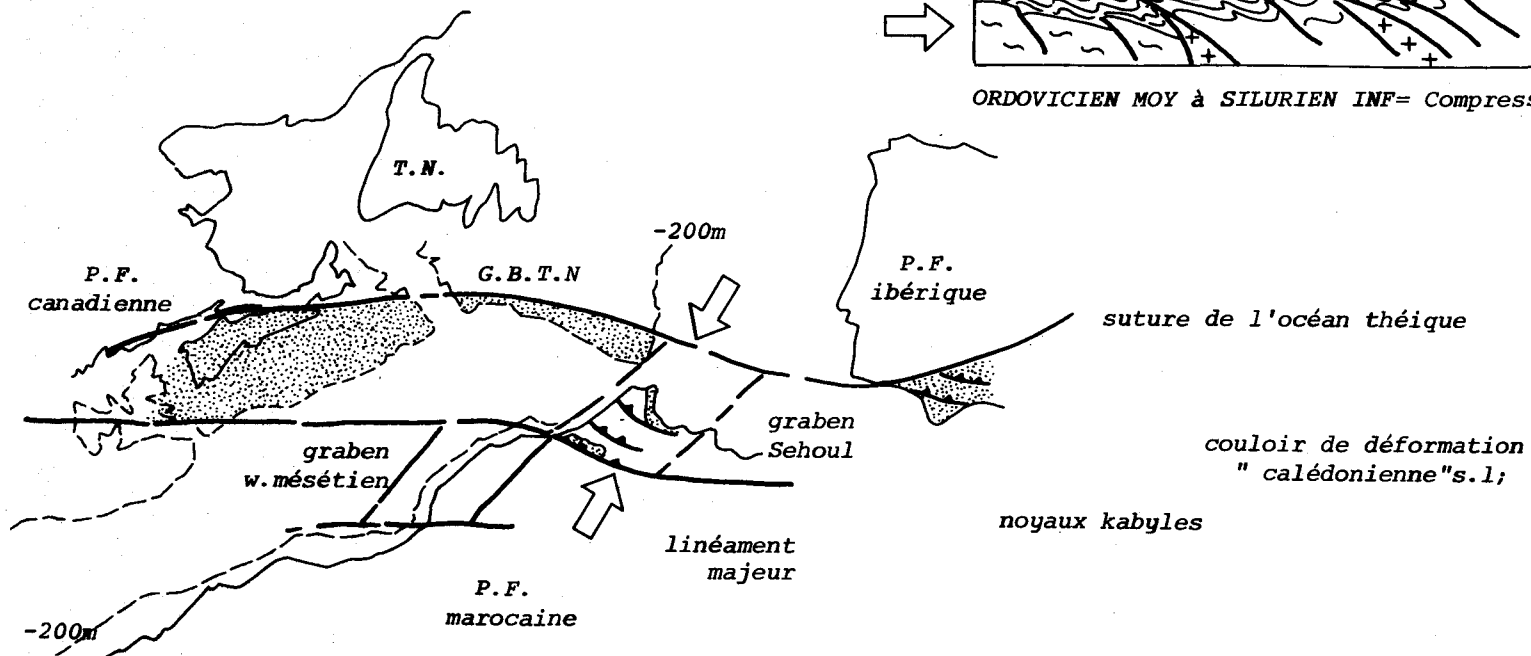 ORDOVICIEN MOY à SILURIEN INF= Compress
T.N.
-200m
P.F.
canadienne
G.B.T.N
P.F.
ibérique
suture de l'océan théique
graben
w.mésétien
graben
Sehoul
couloir de déformation
" calédonienne"s.l;
noyaux kabyles
linéament
majeur
P.F.
marocaine
-200m